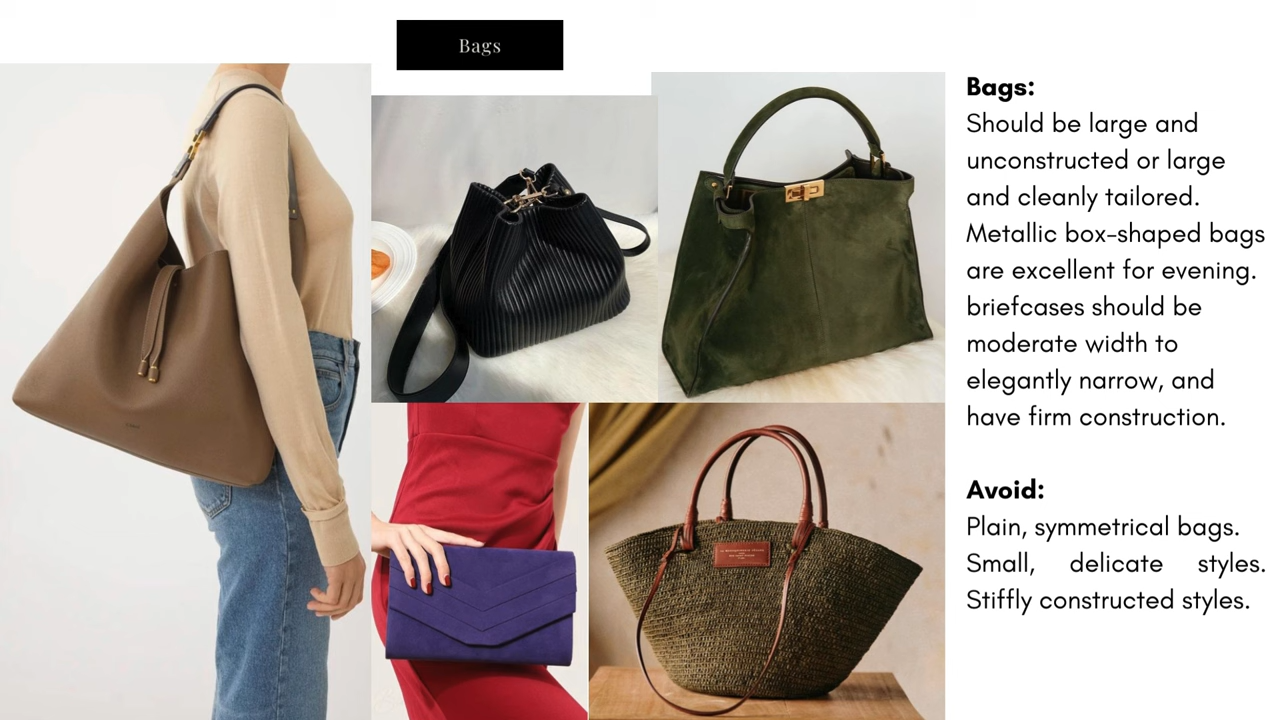 Bags
Bags:
Should be large and
unconstructed or large
and cleanly tailored.
Metallic box-shaped bags
are excellent for evening.
briefcases should be
moderate width to
elegantly narrow, and
have firm construction.
Avoid:
Plain, symmetrical bags.
Small, delicate styles.
Stiffly constructed styles.